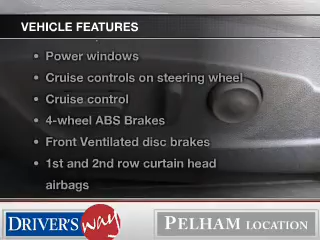 VEHICLE FEATURES
• Power windows
• Cruise controls on steering wheel
• Cruise control
• 4-wheel ABS Brakes
• Front Ventilated disc brakes
• 1st and 2nd row curtain head
airbags
DRIVER'S way
PELHAM LOCATION